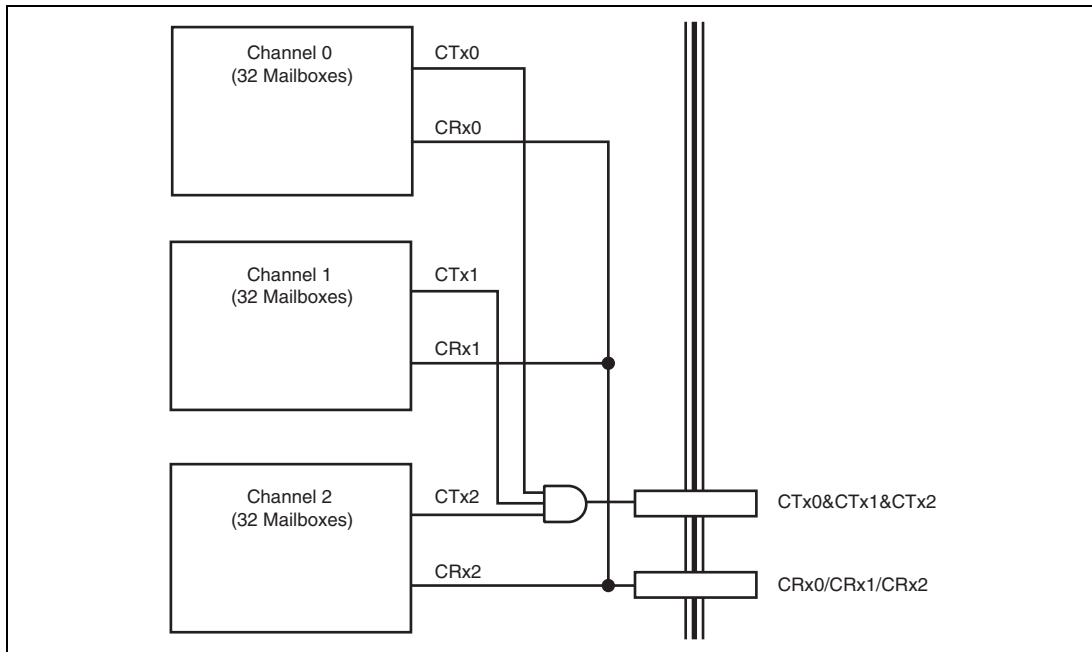 Channel 0
(32 Mailboxes)
CTx0
CRx0
Channel 1
(32 Mailboxes)
CTx1
CRx1
Channel 2
(32 Mailboxes)
CTx2
CRx2
CTx0&CTx1&CTx2
CRx0/CRx1/CRx2